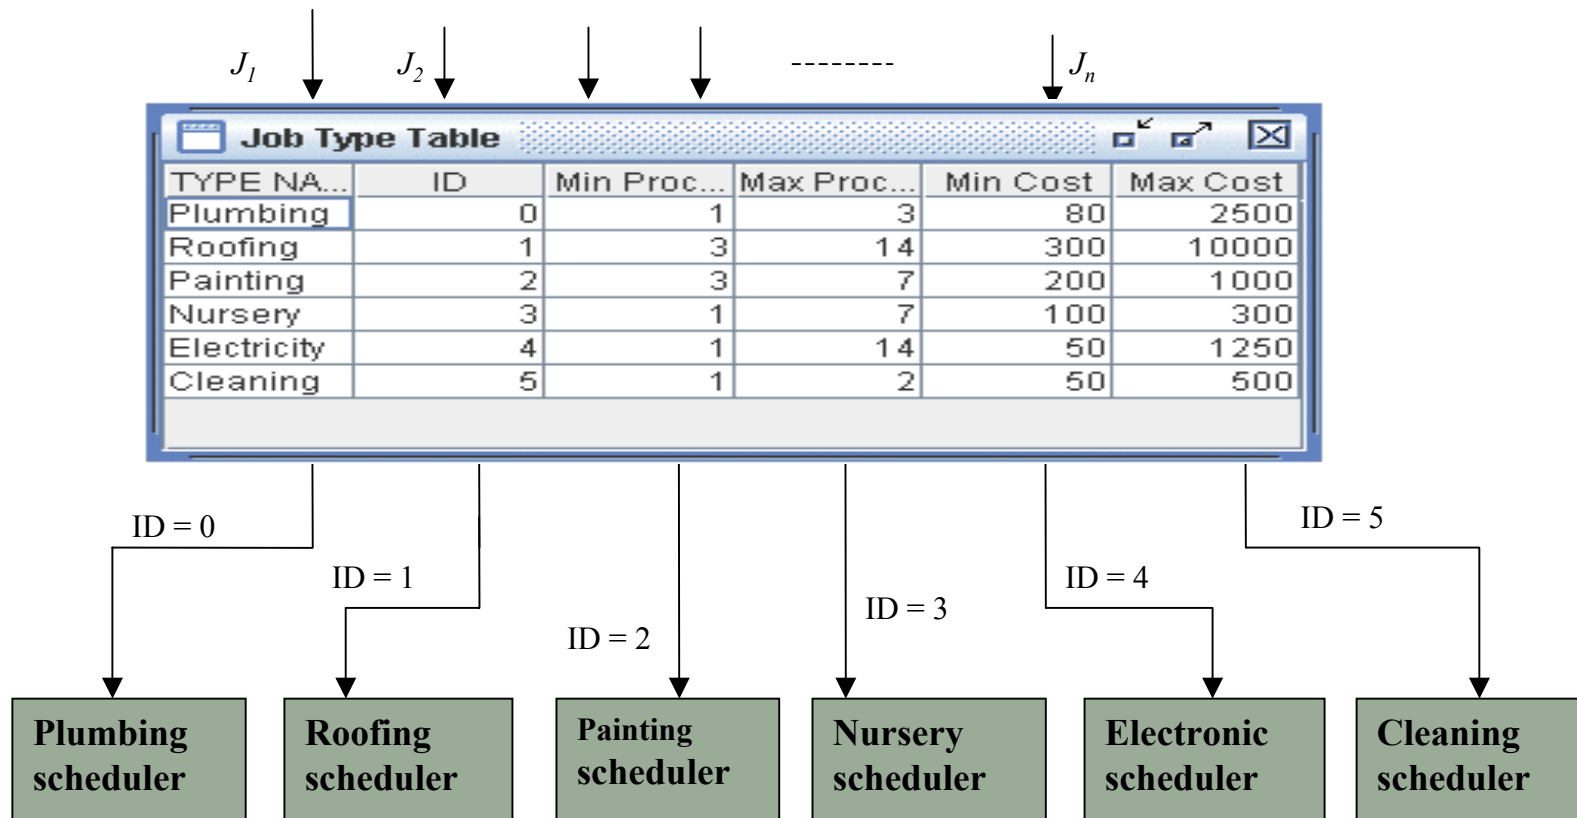 J1 J2 -------- Jn
Job Type Table
TYPE NA... ID Min Proc... Max Proc... Min Cost Max Cost
Plumbing 0 1 3 80 2500
Roofing 1 3 14 300 10000
Painting 2 3 7 200 1000
Nursery 3 1 7 100 300
Electricity 4 1 14 50 1250
Cleaning 5 1 2 50 500
ID = 0
ID = 5
ID = 1
ID = 4
ID = 3
ID = 2
Plumbing
scheduler
Roofing
scheduler
Painting
scheduler
Nursery
scheduler
Electronic
scheduler
Cleaning
scheduler